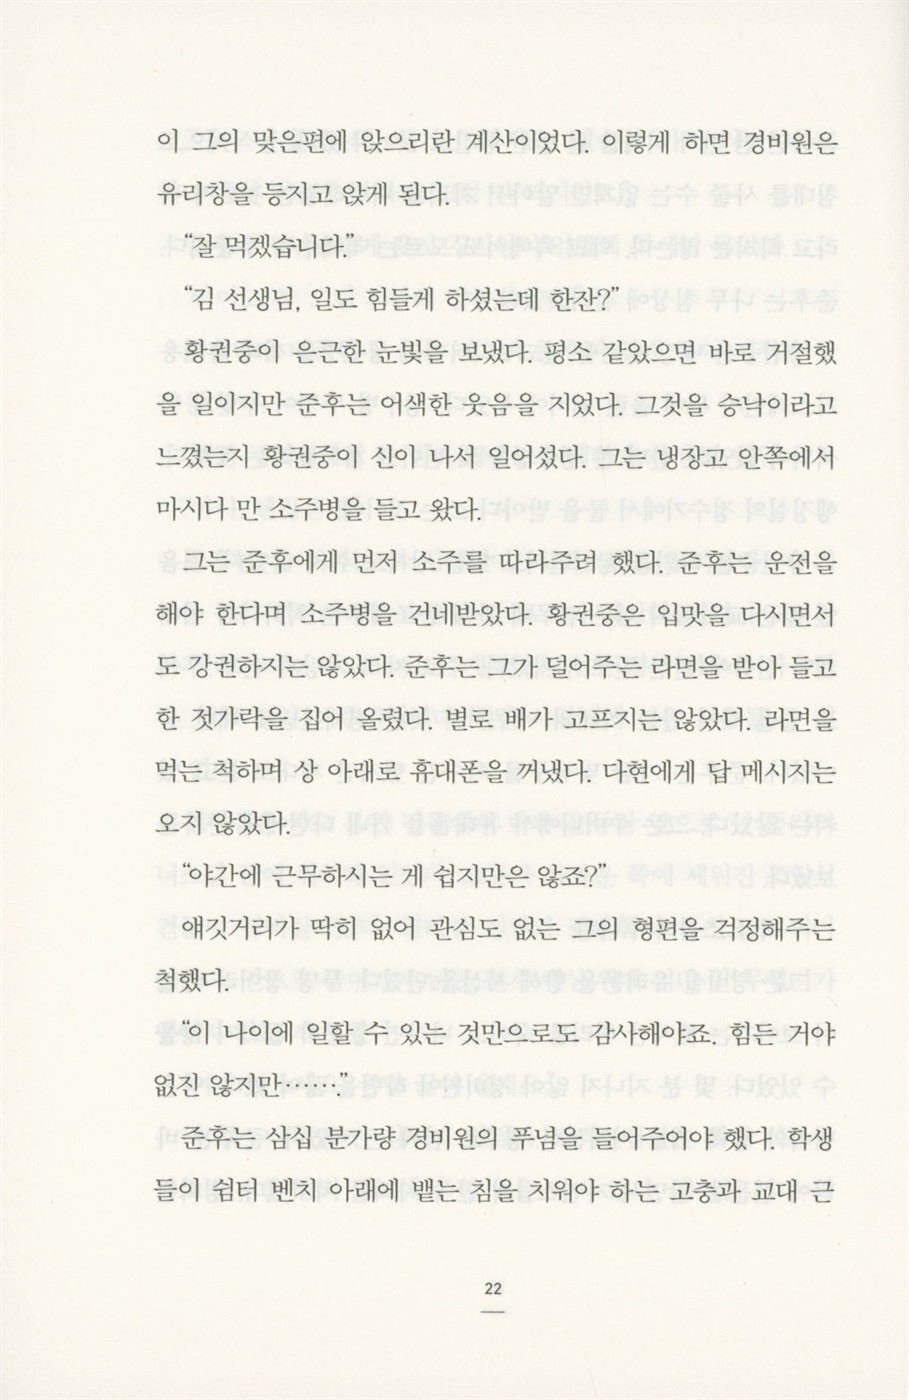 이 그의 맞은편에 앉으리란 계산이었다. 이렇게 하면 경비원은
유리창을 등지고 앉게 된다.
“잘 먹겠습니다.”
“김 선생님, 일도 힘들게 하셨는데 한잔?”
황권중이 은근한 눈빛을 보냈다. 평소 같았으면 바로 거절했
을 일이지만 준후는 어색한 웃음을 지었다. 그것을 승낙이라고
느꼈는지 황권중이 신이 나서 일어섰다. 그는 냉장고 안쪽에서
마시다 만 소주병을 들고 왔다.
그는 준후에게 먼저 소주를 따라주려 했다. 준후는 운전을
해야 한다며 소주병을 건네받았다. 황권중은 입맛을 다시면서
도 강권하지는 않았다. 준후는 그가 덜어주는 라면을 받아 들고
한 젓가락을 집어 올렸다. 별로 배가 고프지는 않았다. 라면을
먹는 척하며 상 아래로 휴대폰을 꺼냈다. 다현에게 답 메시지는
오지 않았다.
“야간에 근무하시는 게 쉽지만은 않죠?”
얘깃거리가 딱히 없어 관심도 없는 그의 형편을 걱정해주는
척했다.
“이 나이에 일할 수 있는 것만으로도 감사해야죠. 힘든 거야
없진 않지만……”
준후는 삼십 분가량 경비원의 푸념을 들어주어야 했다. 학생
들이 쉼터 벤치 아래에 뱉는 침을 치워야 하는 고충과 교대 근
22